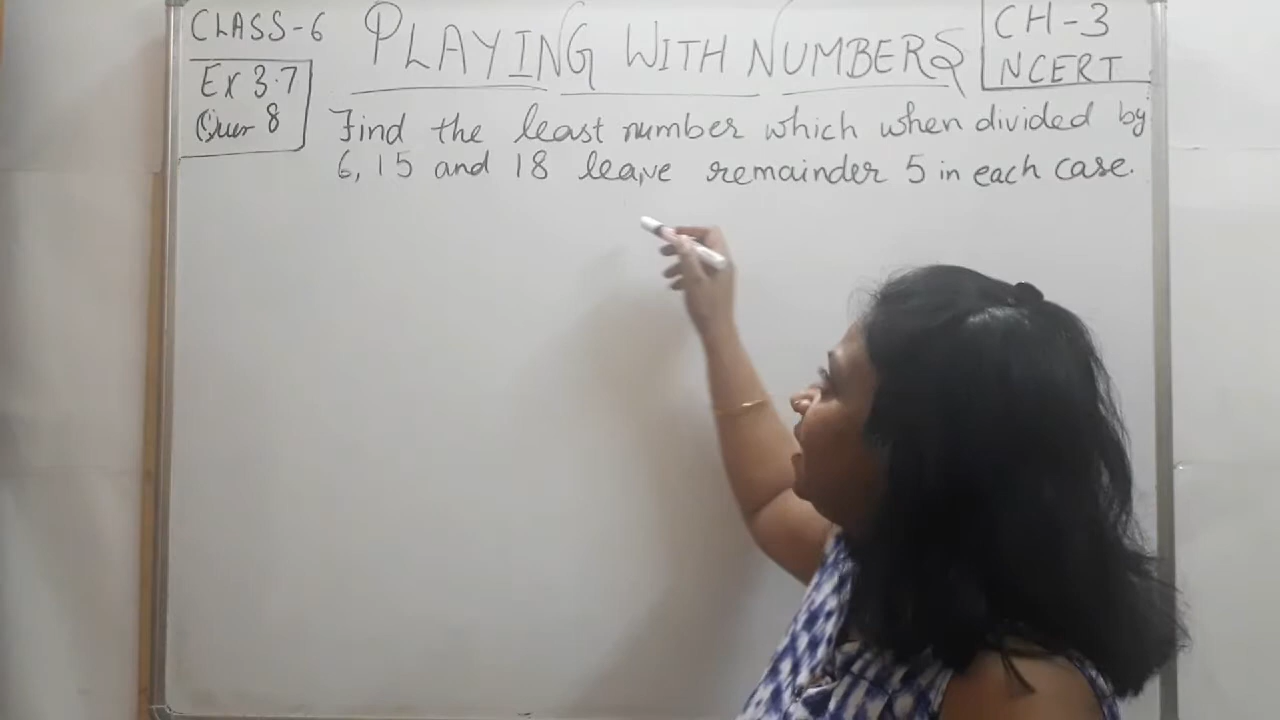 CLASS-6
PLAYING WITH NUMBERS
CH-3
NCERT
Ex 3.7
Ques 8
Find the least number which when divided by
6, 15 and 18 leave remainder 5 in each case.